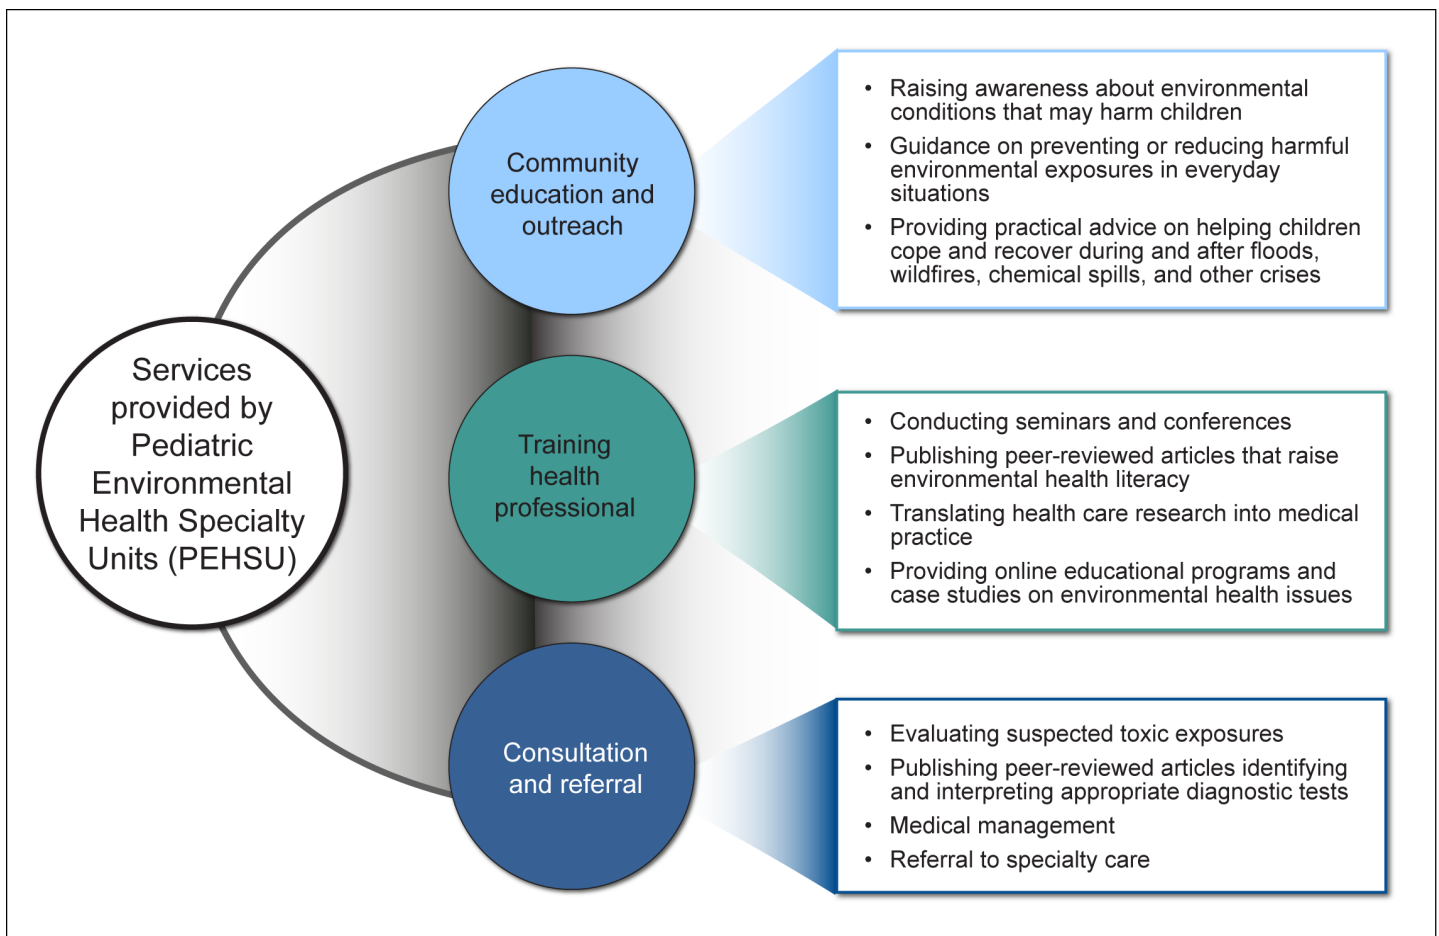 Services
provided by
Pediatric
Environmental
Health Specialty
Units (PEHSU)
Community
education and
outreach
• Raising awareness about environmental
conditions that may harm children
• Guidance on preventing or reducing harmful
environmental exposures in everyday
situations
• Providing practical advice on helping children
cope and recover during and after floods,
wildfires, chemical spills, and other crises
Training
health
professional
• Conducting seminars and conferences
• Publishing peer-reviewed articles that raise
environmental health literacy
• Translating health care research into medical
practice
• Providing online educational programs and
case studies on environmental health issues
Consultation
and referral
• Evaluating suspected toxic exposures
• Publishing peer-reviewed articles identifying
and interpreting appropriate diagnostic tests
• Medical management
• Referral to specialty care